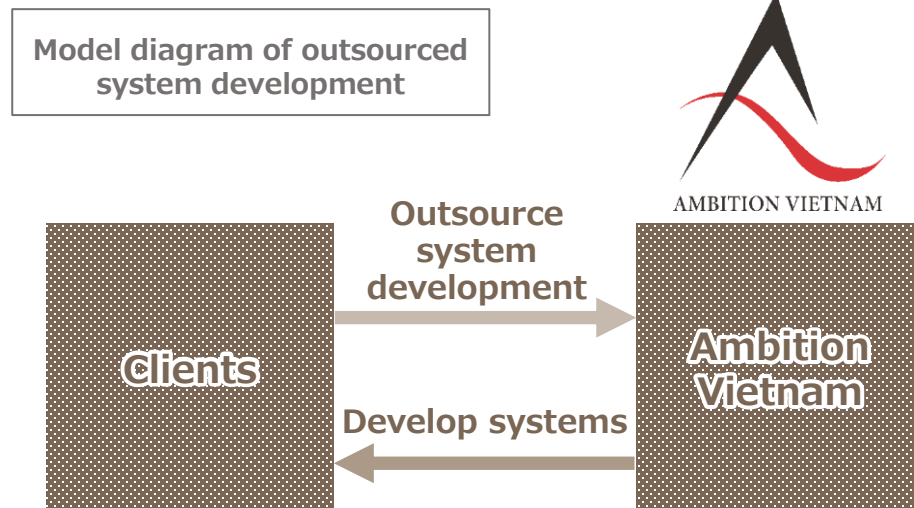 Model diagram of outsourced
system development
AMBITION VIETNAM
Outsource
system
development
Clients
Ambition
Vietnam
Develop systems